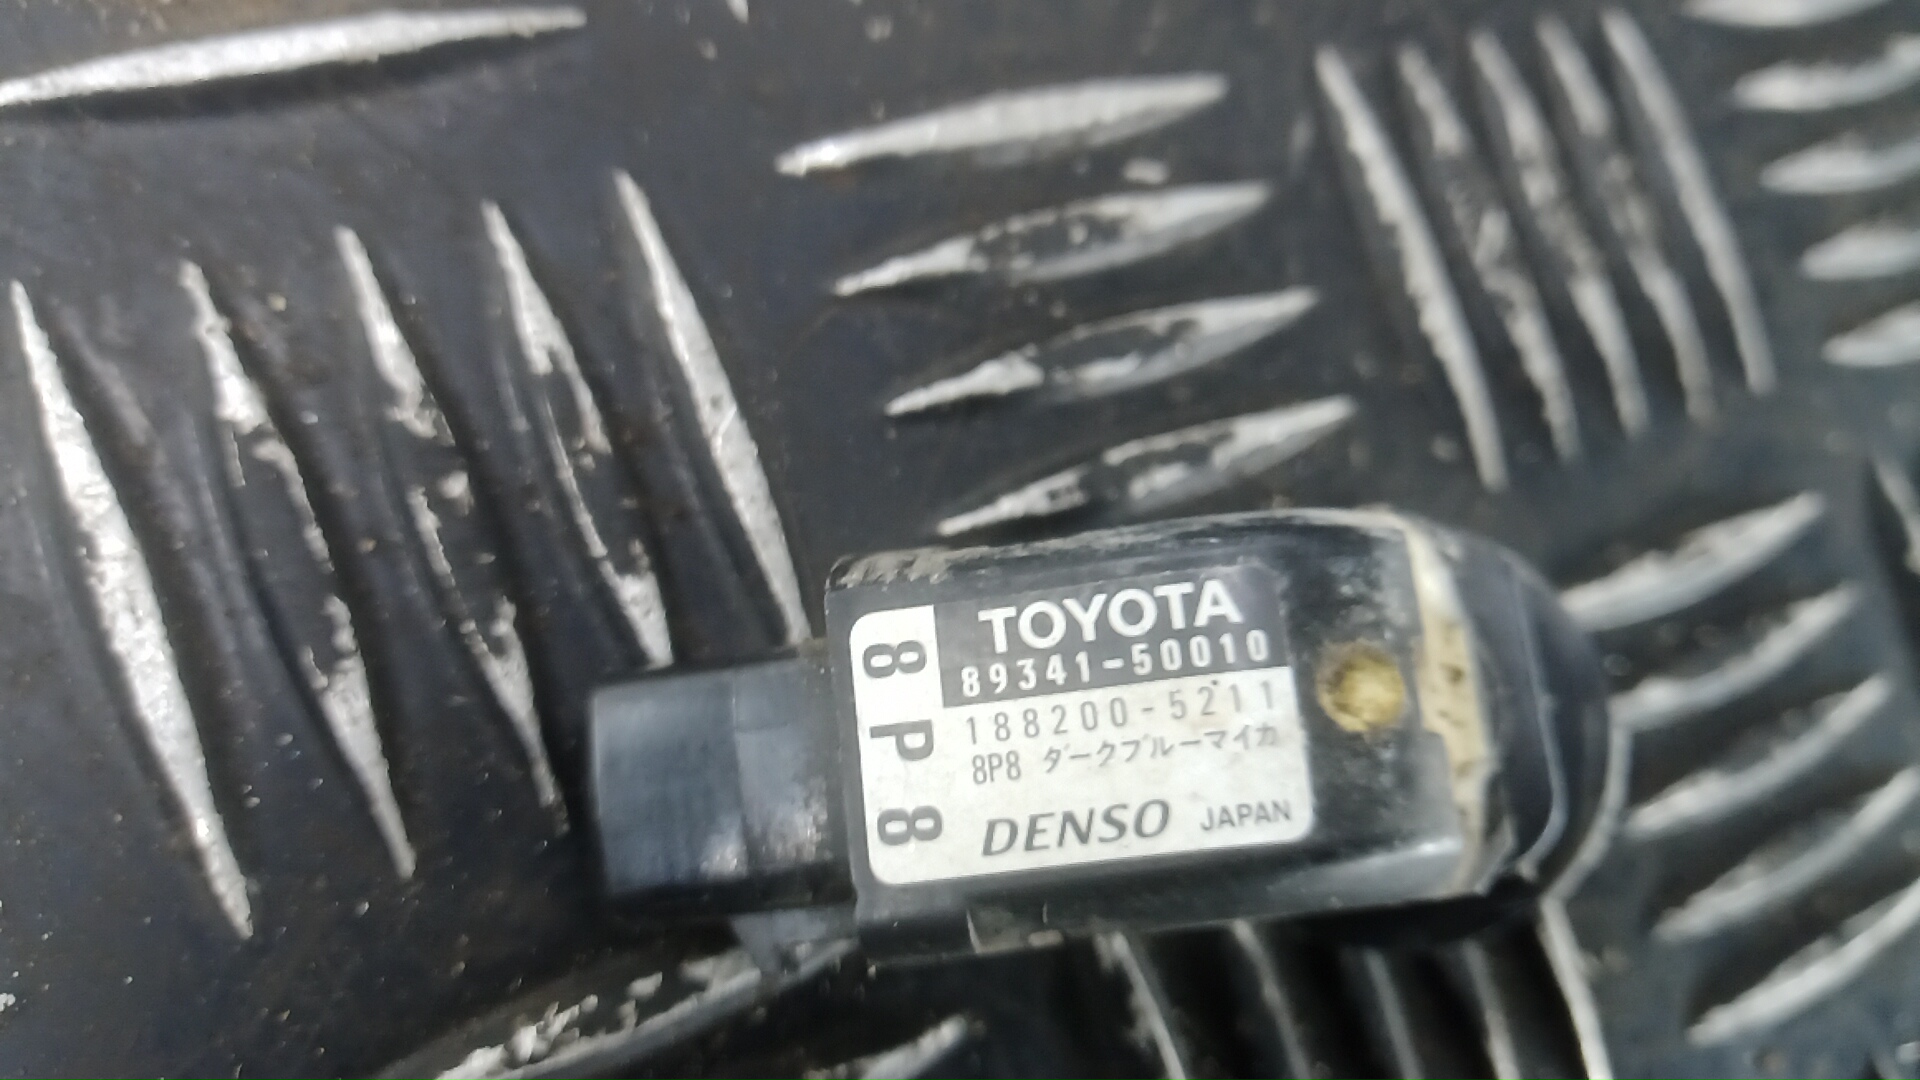 TOYOTA
89341-50010
188200-5211
8P8 ダークブルーマイカ
DENSO JAPAN
8P8